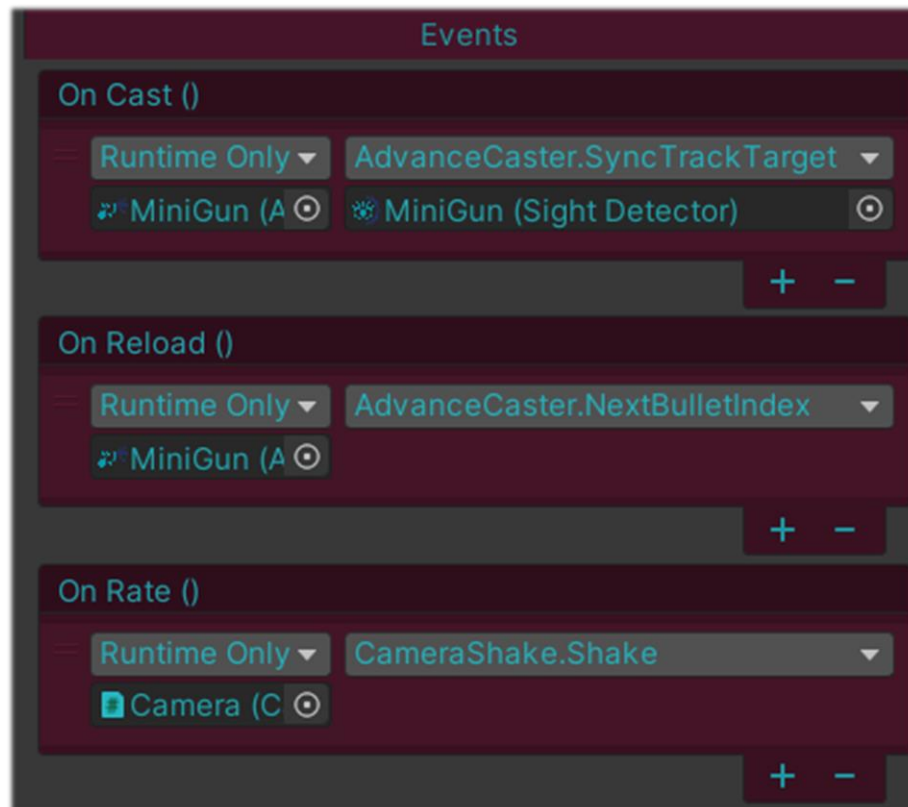 Events
On Cast ()
Runtime Only AdvanceCaster.SyncTrackTarget
MiniGun (A MiniGun (Sight Detector)
+ −
On Reload ()
Runtime Only AdvanceCaster.NextBulletIndex
MiniGun (A
+ −
On Rate ()
Runtime Only CameraShake.Shake
# Camera (C
+ −